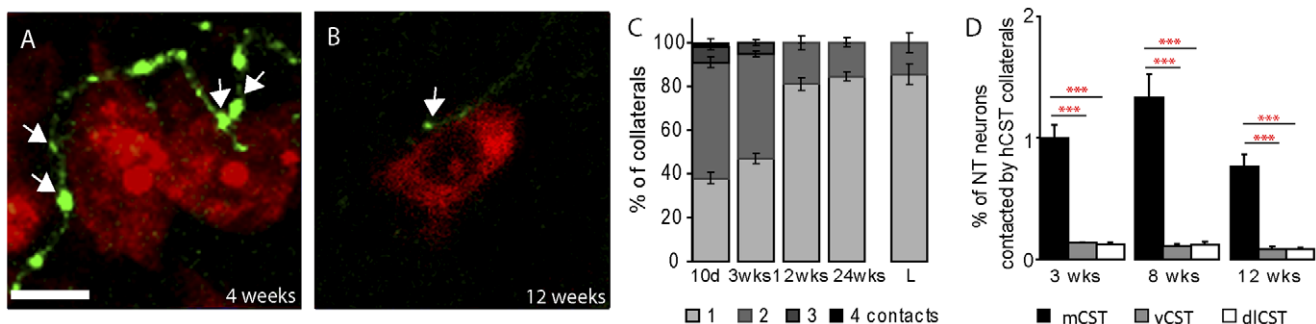 A
4 weeks
B
12 weeks
C
% of collaterals
100
80
60
40
20
0
10d 3wks 12wks 24wks L
1 2 3 4 contacts
D
% of NT neurons
contacted by hCST collaterals
2
1
0
***
***
***
***
***
***
3 wks 8 wks 12 wks
mCST vCST dlCST